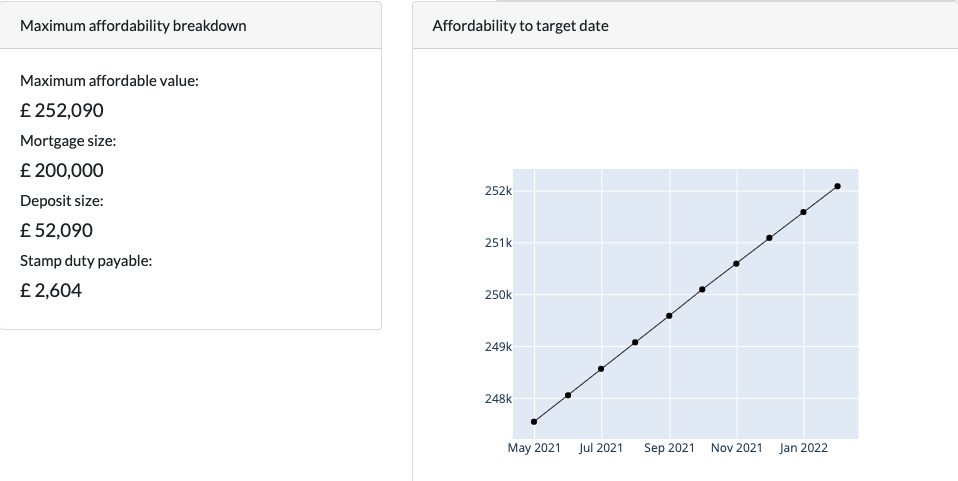 Maximum affordability breakdown
Maximum affordable value:
£ 252,090
Mortgage size:
£ 200,000
Deposit size:
£ 52,090
Stamp duty payable:
£ 2,604
Affordability to target date
252k
251k
250k
249k
248k
May 2021 Jul 2021 Sep 2021 Nov 2021 Jan 2022